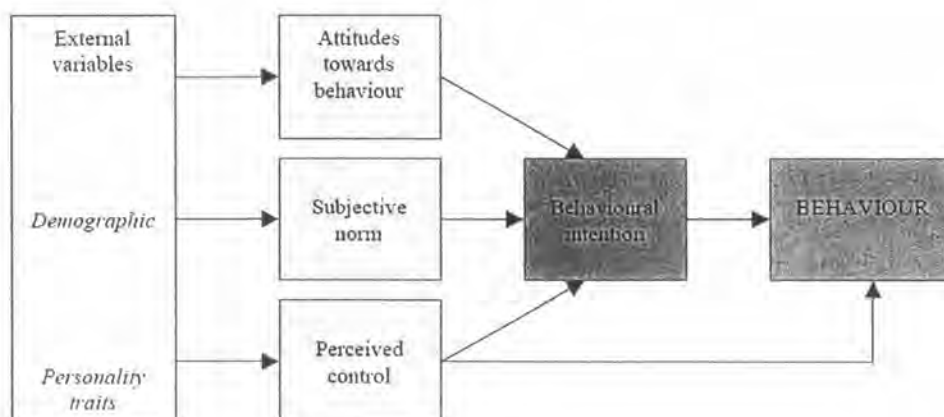 External
variables
Demographic
Personality
traits
Attitudes
towards
behaviour
Subjective
norm
Perceived
control
Behavioural
intention
BEHAVIOUR